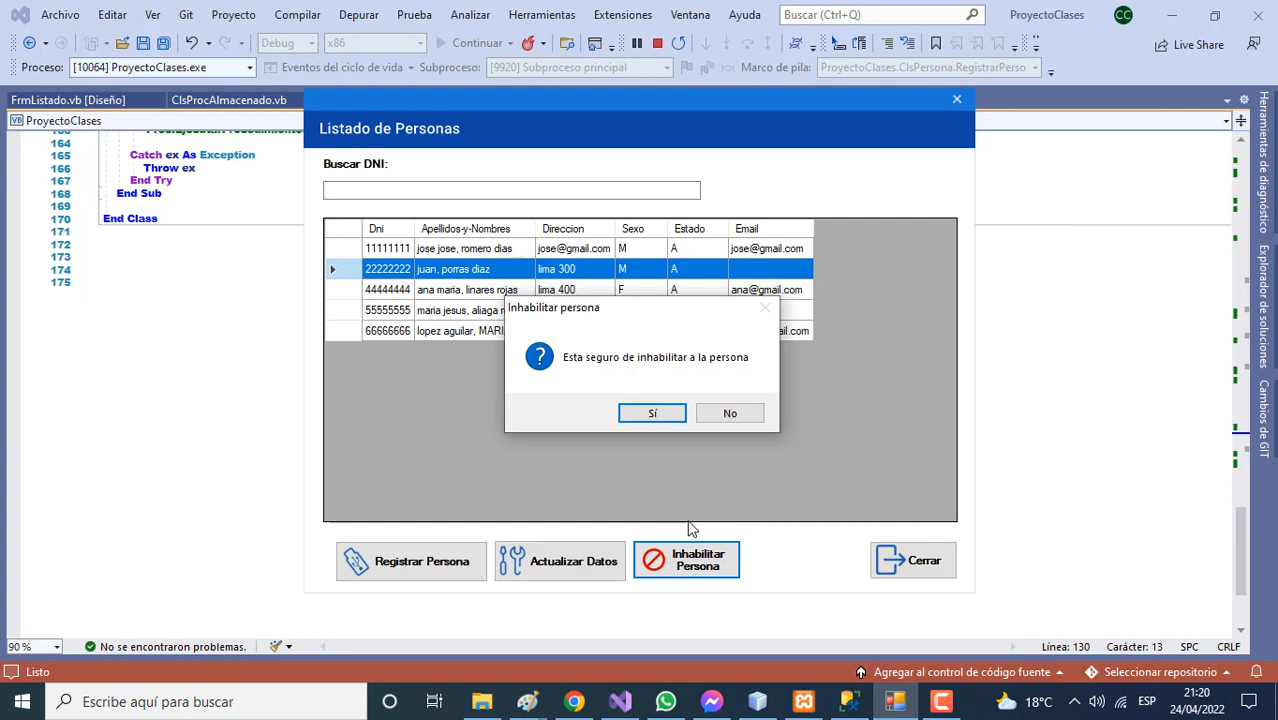 Archivo Editar Ver Git Proyecto Compilar Depurar Prueba Analizar Herramientas Extensiones Ventana Ayuda Buscar (Ctrl+Q) ProyectoClases CC
Debug x86 Continuar Live Share
Proceso: [10064] ProyectoClases.exe Eventos del ciclo de vida Subproceso: [9920] Subproceso principal Marco de pila: ProyectoClases.ClsPersona.RegistrarPerso
FrmListado.vb [Diseño] ClsProcAlmacenado.vb
VB ProyectoClases
164
165 Catch ex As Exception
166 Throw ex
167 End Try
168 End Sub
169
170 End Class
171
172
173
174
175
Listado de Personas
Buscar DNI:
Dni Apellidos-y-Nombres Direccion Sexo Estado Email
11111111 jose jose, romero dias jose@gmail.com M A jose@gmail.com
22222222 juan, porras diaz lima 300 M A
44444444 ana maria, linares rojas lima 400 F A ana@gmail.com
55555555 maria jesus, aliaga r
66666666 lopez aguilar, MARI. ail.com
Inhabilitar persona
Esta seguro de inhabilitar a la persona
Sí No
Registrar Persona Actualizar Datos Inhabilitar Persona Cerrar
Herramientas de diagnóstico
Explorador de soluciones
Cambios de GIT
90 % No se encontraron problemas. Línea: 130 Carácter: 13 SPC CRLF
Listo Agregar al control de código fuente Seleccionar repositorio
Escribe aquí para buscar 18°C ESP 21:20
24/04/2022